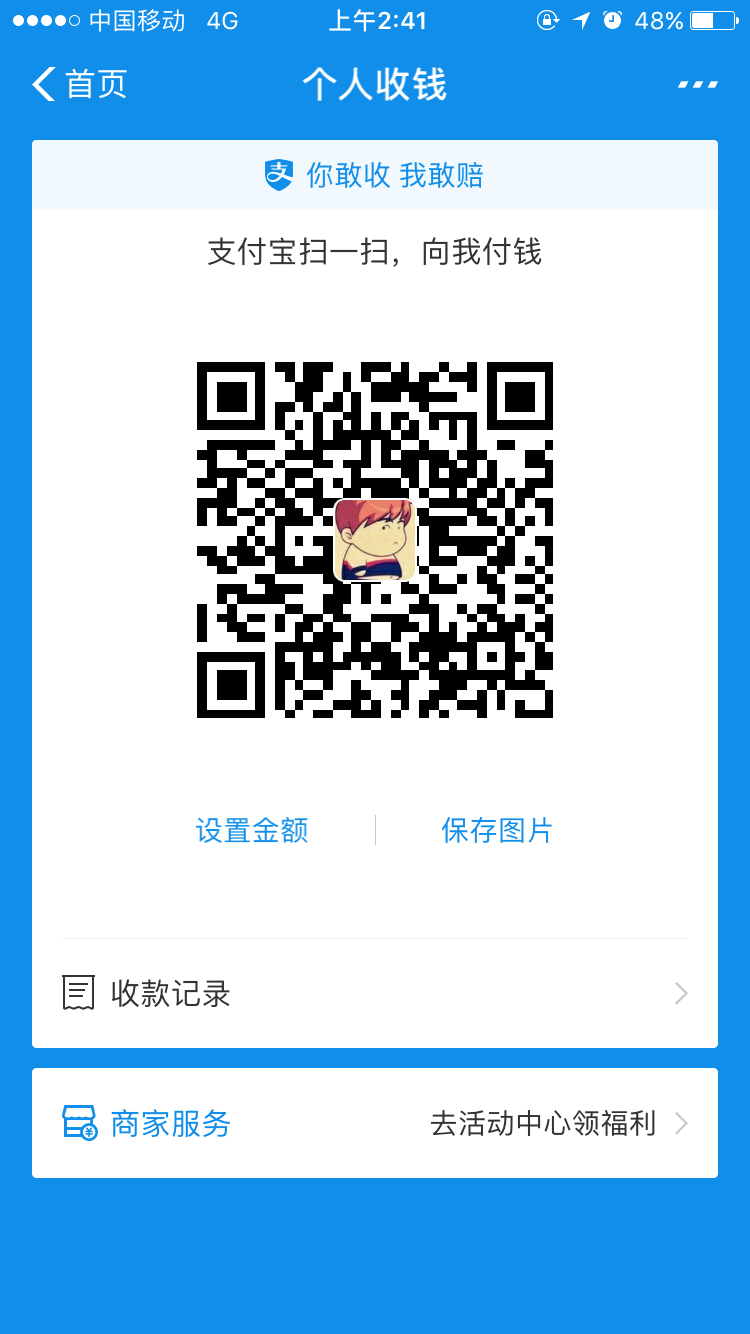 中国移动 4G 上午2:41 48%
首页 个人收钱
支 你敢收 我敢赔
支付宝扫一扫，向我付钱
设置金额 保存图片
收款记录
商家服务 去活动中心领福利